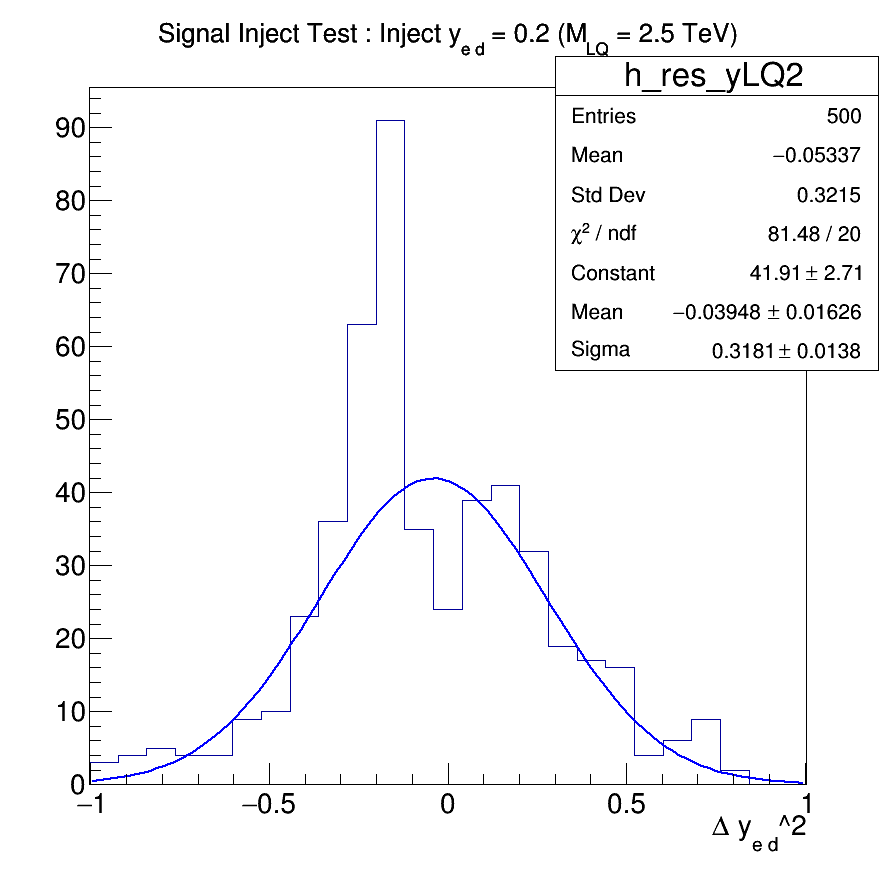 Signal Inject Test : Inject y_{e d} = 0.2 (M_{LQ} = 2.5 TeV)
h_res_yLQ2
Entries 500
Mean −0.05337
Std Dev 0.3215
χ² / ndf 81.48 / 20
Constant 41.91 ± 2.71
Mean −0.03948 ± 0.01626
Sigma 0.3181 ± 0.0138
90
80
70
60
50
40
30
20
10
0
−1 −0.5 0 0.5 1
Δ y_{e d}^2